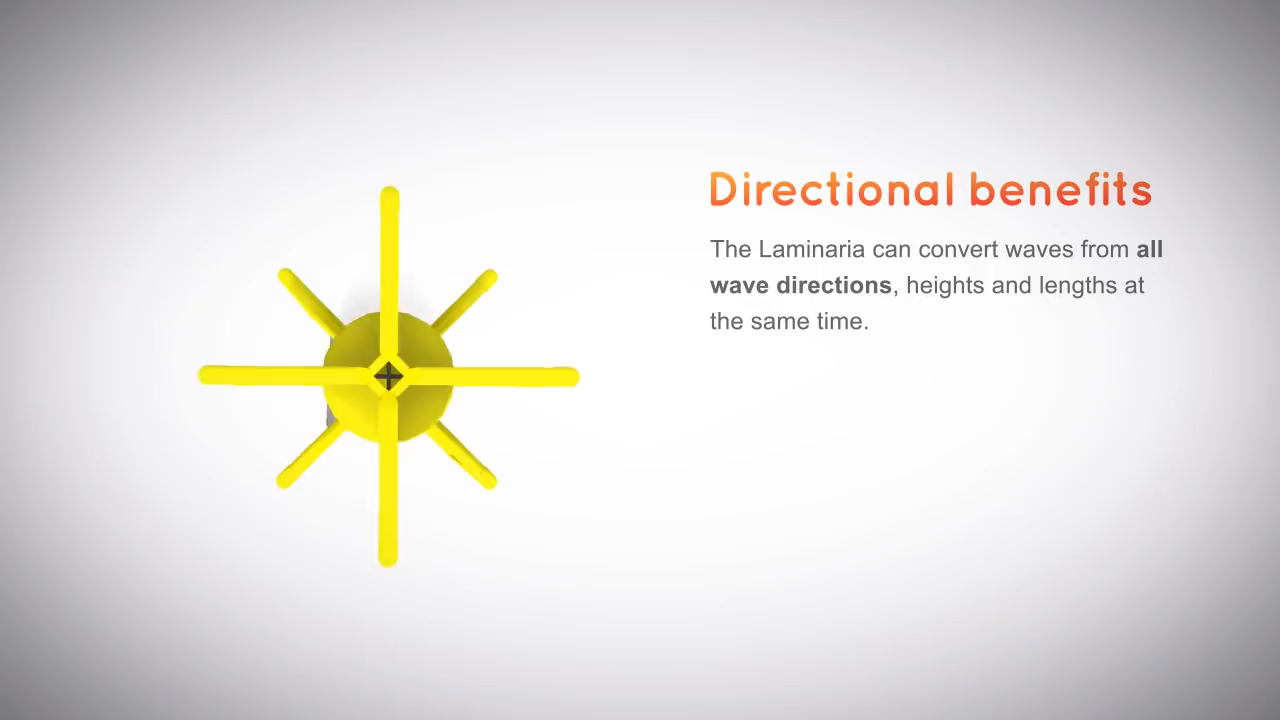 Directional benefits
The Laminaria can convert waves from all
wave directions, heights and lengths at
the same time.